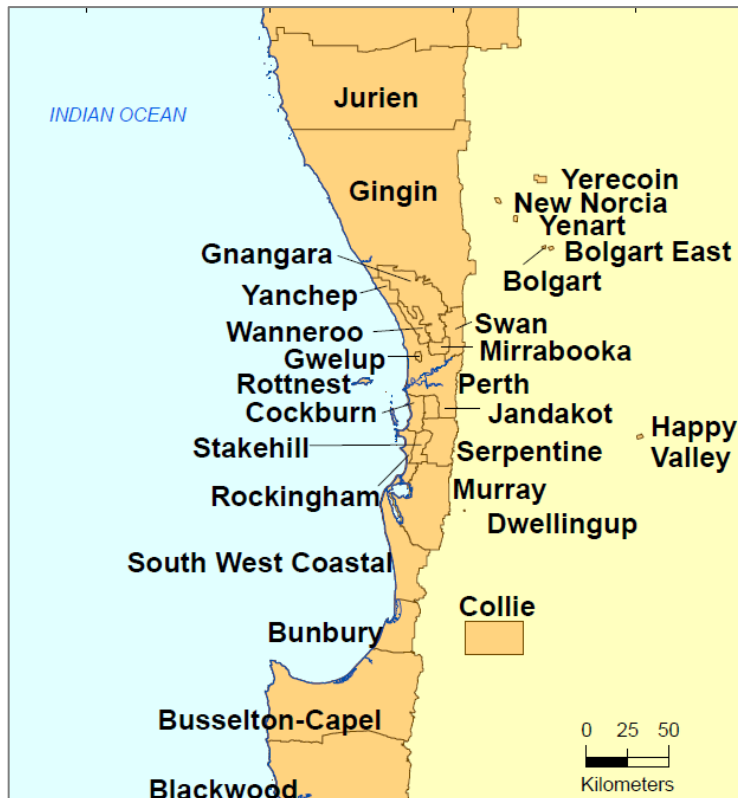 Jurien
INDIAN OCEAN
Gingin
Yerecoin
New Norcia
Yenart
Gnangara
Bolgart East
Bolgart
Yanchep
Swan
Wanneroo
Mirrabooka
Gwelup
Rottnest
Perth
Cockburn
Jandakot
Happy
Valley
Stakehill
Serpentine
Rockingham
Murray
Dwellingup
South West Coastal
Collie
Bunbury
Busselton-Capel
0 25 50
Kilometers
Blackwood